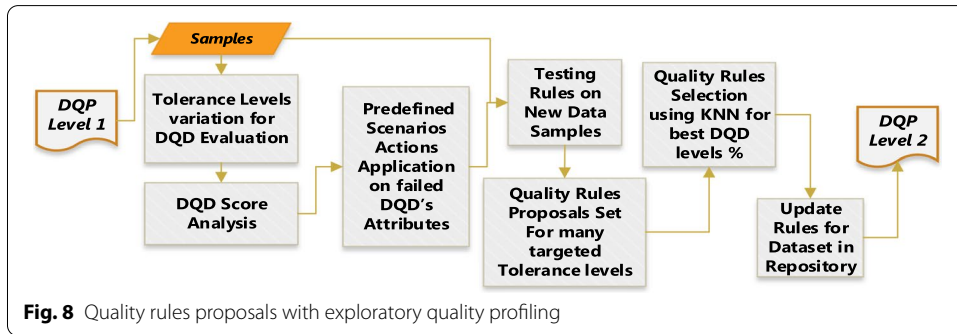 Samples
DQP
Level 1
Tolerance Levels
variation for
DQD Evaluation
DQD Score
Analysis
Predefined
Scenarios
Actions
Application
on failed
DQD's
Attributes
Testing
Rules on
New Data
Samples
Quality Rules
Proposals Set
For many
targeted
Tolerance levels
Quality Rules
Selection
using KNN for
best DQD
levels %
Update
Rules for
Dataset in
Repository
DQP
Level 2
Fig. 8 Quality rules proposals with exploratory quality profiling